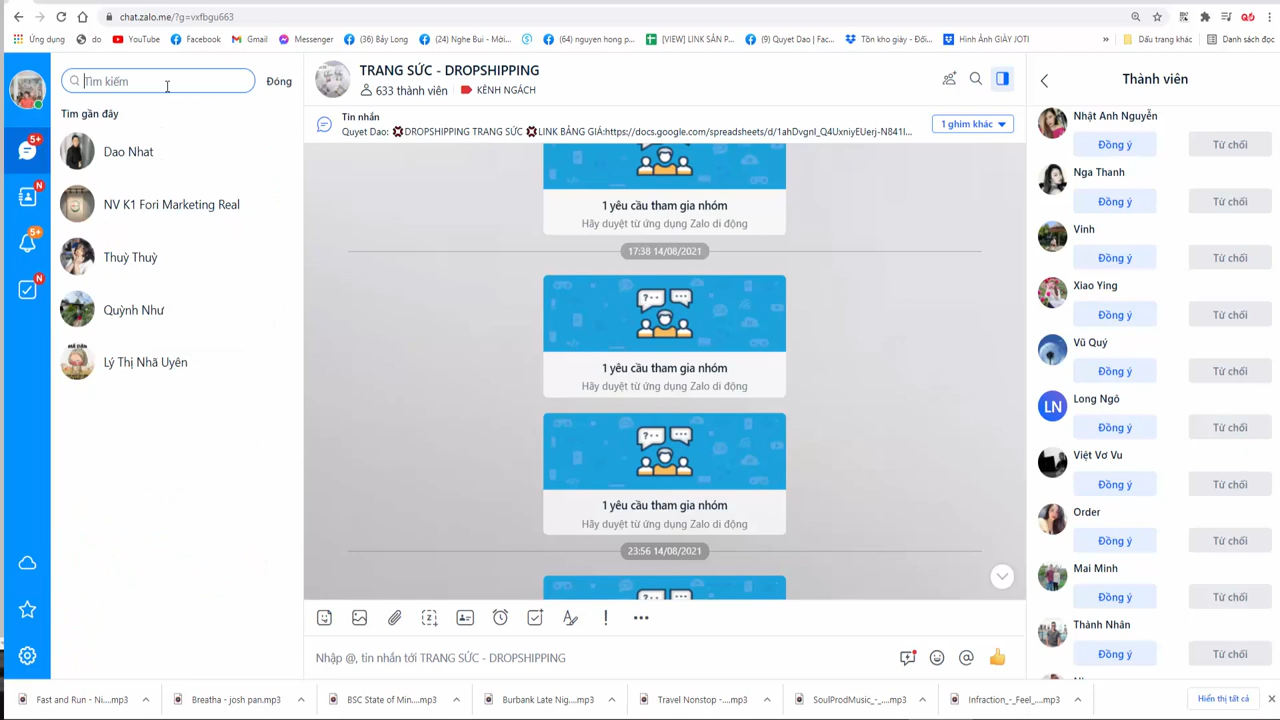 chat.zalo.me/?g=vxfbgu663
Ứng dụng
do
YouTube
Facebook
Gmail
Messenger
(36) Bảy Long
(24) Nghe Bui - Mới...
(64) nguyen hong p...
[VIEW] LINK SẢN P...
(9) Quyet Dao | Fac...
Tồn kho giày - Đối...
Hình Ảnh GIÀY JOTI
»
Dấu trang khác
Danh sách đọc
Tìm kiếm
Đóng
Tìm gần đây
Dao Nhat
NV K1 Fori Marketing Real
Thuỳ Thuỳ
Quỳnh Như
Lý Thị Nhã Uyên
5+
N
5+
N
TRANG SỨC - DROPSHIPPING
633 thành viên
KÊNH NGÁCH
Tin nhắn
Quyet Dao: 💢DROPSHIPPING TRANG SỨC 💢LINK BẢNG GIÁ:https://docs.google.com/spreadsheets/d/1ahDvgnI_Q4UxniyEUerj-N841I...
1 ghim khác
1 yêu cầu tham gia nhóm
Hãy duyệt từ ứng dụng Zalo di động
17:38 14/08/2021
1 yêu cầu tham gia nhóm
Hãy duyệt từ ứng dụng Zalo di động
1 yêu cầu tham gia nhóm
Hãy duyệt từ ứng dụng Zalo di động
23:56 14/08/2021
Nhập @, tin nhắn tới TRANG SỨC - DROPSHIPPING
Thành viên
Nhật Anh Nguyễn
Đồng ý
Từ chối
Nga Thanh
Đồng ý
Từ chối
Vinh
Đồng ý
Từ chối
Xiao Ying
Đồng ý
Từ chối
Vũ Quý
Đồng ý
Từ chối
LN
Long Ngô
Đồng ý
Từ chối
Việt Vơ Vu
Đồng ý
Từ chối
Order
Đồng ý
Từ chối
Mai Minh
Đồng ý
Từ chối
Thành Nhân
Đồng ý
Từ chối
Fast and Run - Ni....mp3
Breatha - josh pan.mp3
BSC State of Min....mp3
Burbank Late Nig....mp3
Travel Nonstop -....mp3
SoulProdMusic_-_....mp3
Infraction_-_Feel_....mp3
Hiển thị tất cả